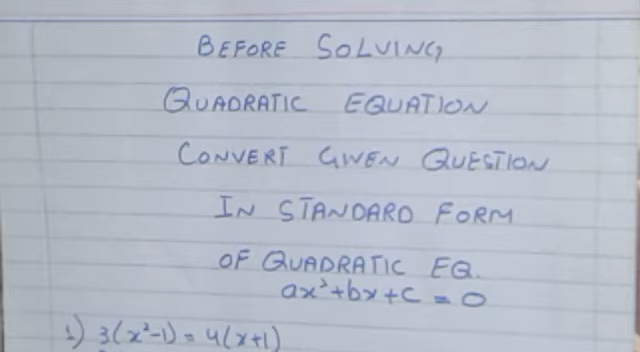 BEFORE SOLVING
QUADRATIC EQUATION
CONVERT GIVEN QUESTION
IN STANDARD FORM
OF QUADRATIC EQ.
ax²+bx+c = 0
1) 3(x²-1) = 4(x+1)